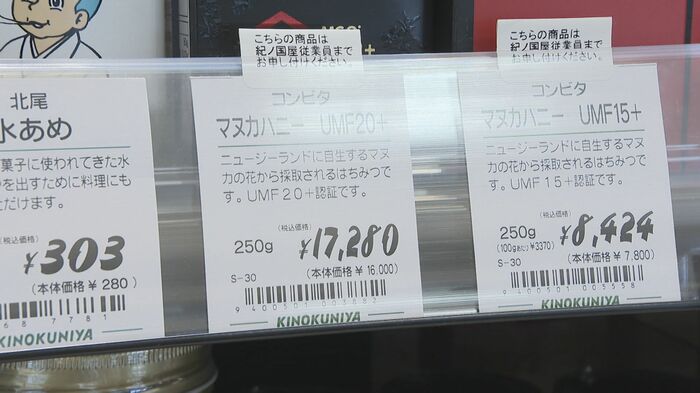 北尾
水あめ
菓子に使われてきた水
を出すために料理にも
ただけます。
(税込価格)
¥303
(本体価格¥ 280)
68 7781
KINOKUNIYA
こちらの商品は
紀ノ国屋従業員まで
お申し付けください。
コンビタ
マヌカハニー UMF20+
ニュージーランドに自生するマヌ
カの花から採取されるはちみつで
す。UMF20+認証です。
250g
(税込価格)
¥17,280
S-30
(本体価格¥ 16,000)
9 400501 003882
KINOKUNIYA
こちらの商品は
紀ノ国屋従業員まで
お申し付けください。
コンビタ
マヌカハニー UMF15+
ニュージーランドに自生するマヌ
カの花から採取されるはちみつで
す。UMF15+認証です。
250g
(100gあたり¥3370)
(税込価格)
¥8,424
S-30
(本体価格¥ 7,800)
9 400501 005558
KINOKUNIYA